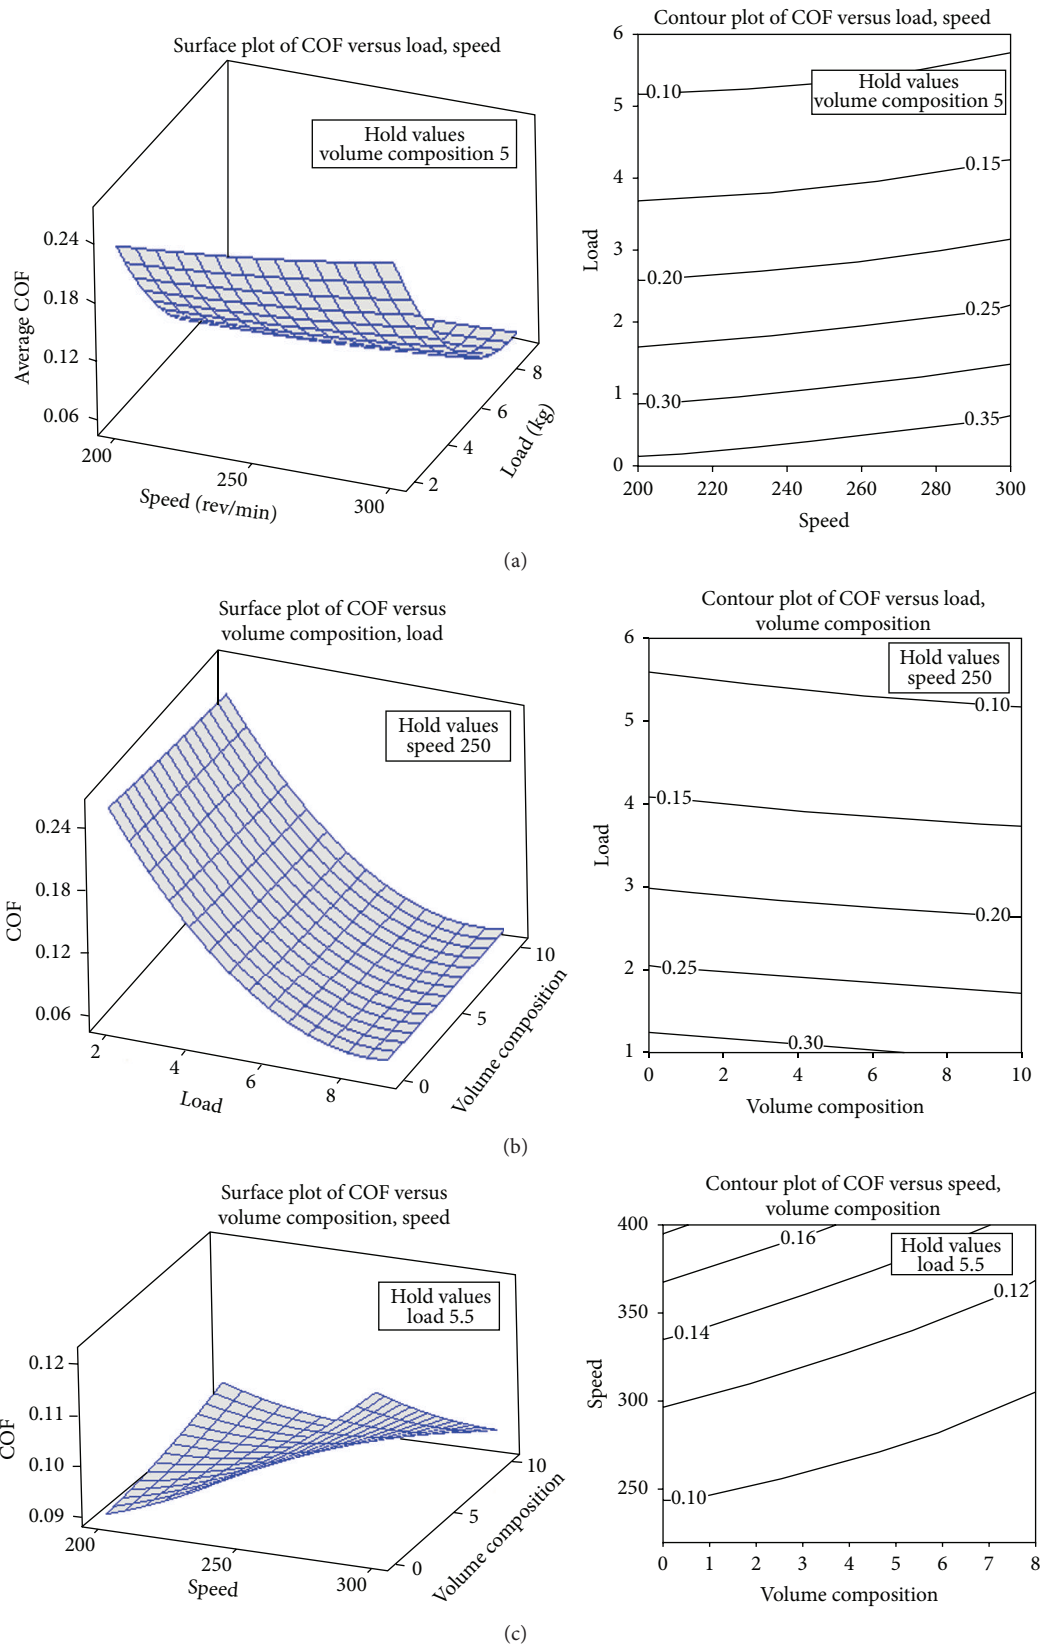 Surface plot of COF versus load, speed
Hold values
volume composition 5
0.24
0.18
0.12
0.06
Average COF
200
250
300
Speed (rev/min)
2
4
6
8
Load (kg)
Contour plot of COF versus load, speed
Hold values
volume composition 5
6
5
4
3
2
1
0
Load
0.10
0.15
0.20
0.25
0.30
0.35
200
220
240
260
280
300
Speed
(a)
Surface plot of COF versus
volume composition, load
Hold values
speed 250
0.24
0.18
0.12
0.06
COF
2
4
6
8
Load
0
5
10
Volume composition
Contour plot of COF versus load,
volume composition
Hold values
speed 250
6
5
4
3
2
1
Load
0.10
0.15
0.20
0.25
0.30
0
2
4
6
8
10
Volume composition
(b)
Surface plot of COF versus
volume composition, speed
Hold values
load 5.5
0.12
0.11
0.10
0.09
COF
200
250
300
Speed
0
5
10
Volume composition
Contour plot of COF versus speed,
volume composition
Hold values
load 5.5
400
350
300
250
Speed
0.16
0.14
0.12
0.10
0
1
2
3
4
5
6
7
8
Volume composition
(c)